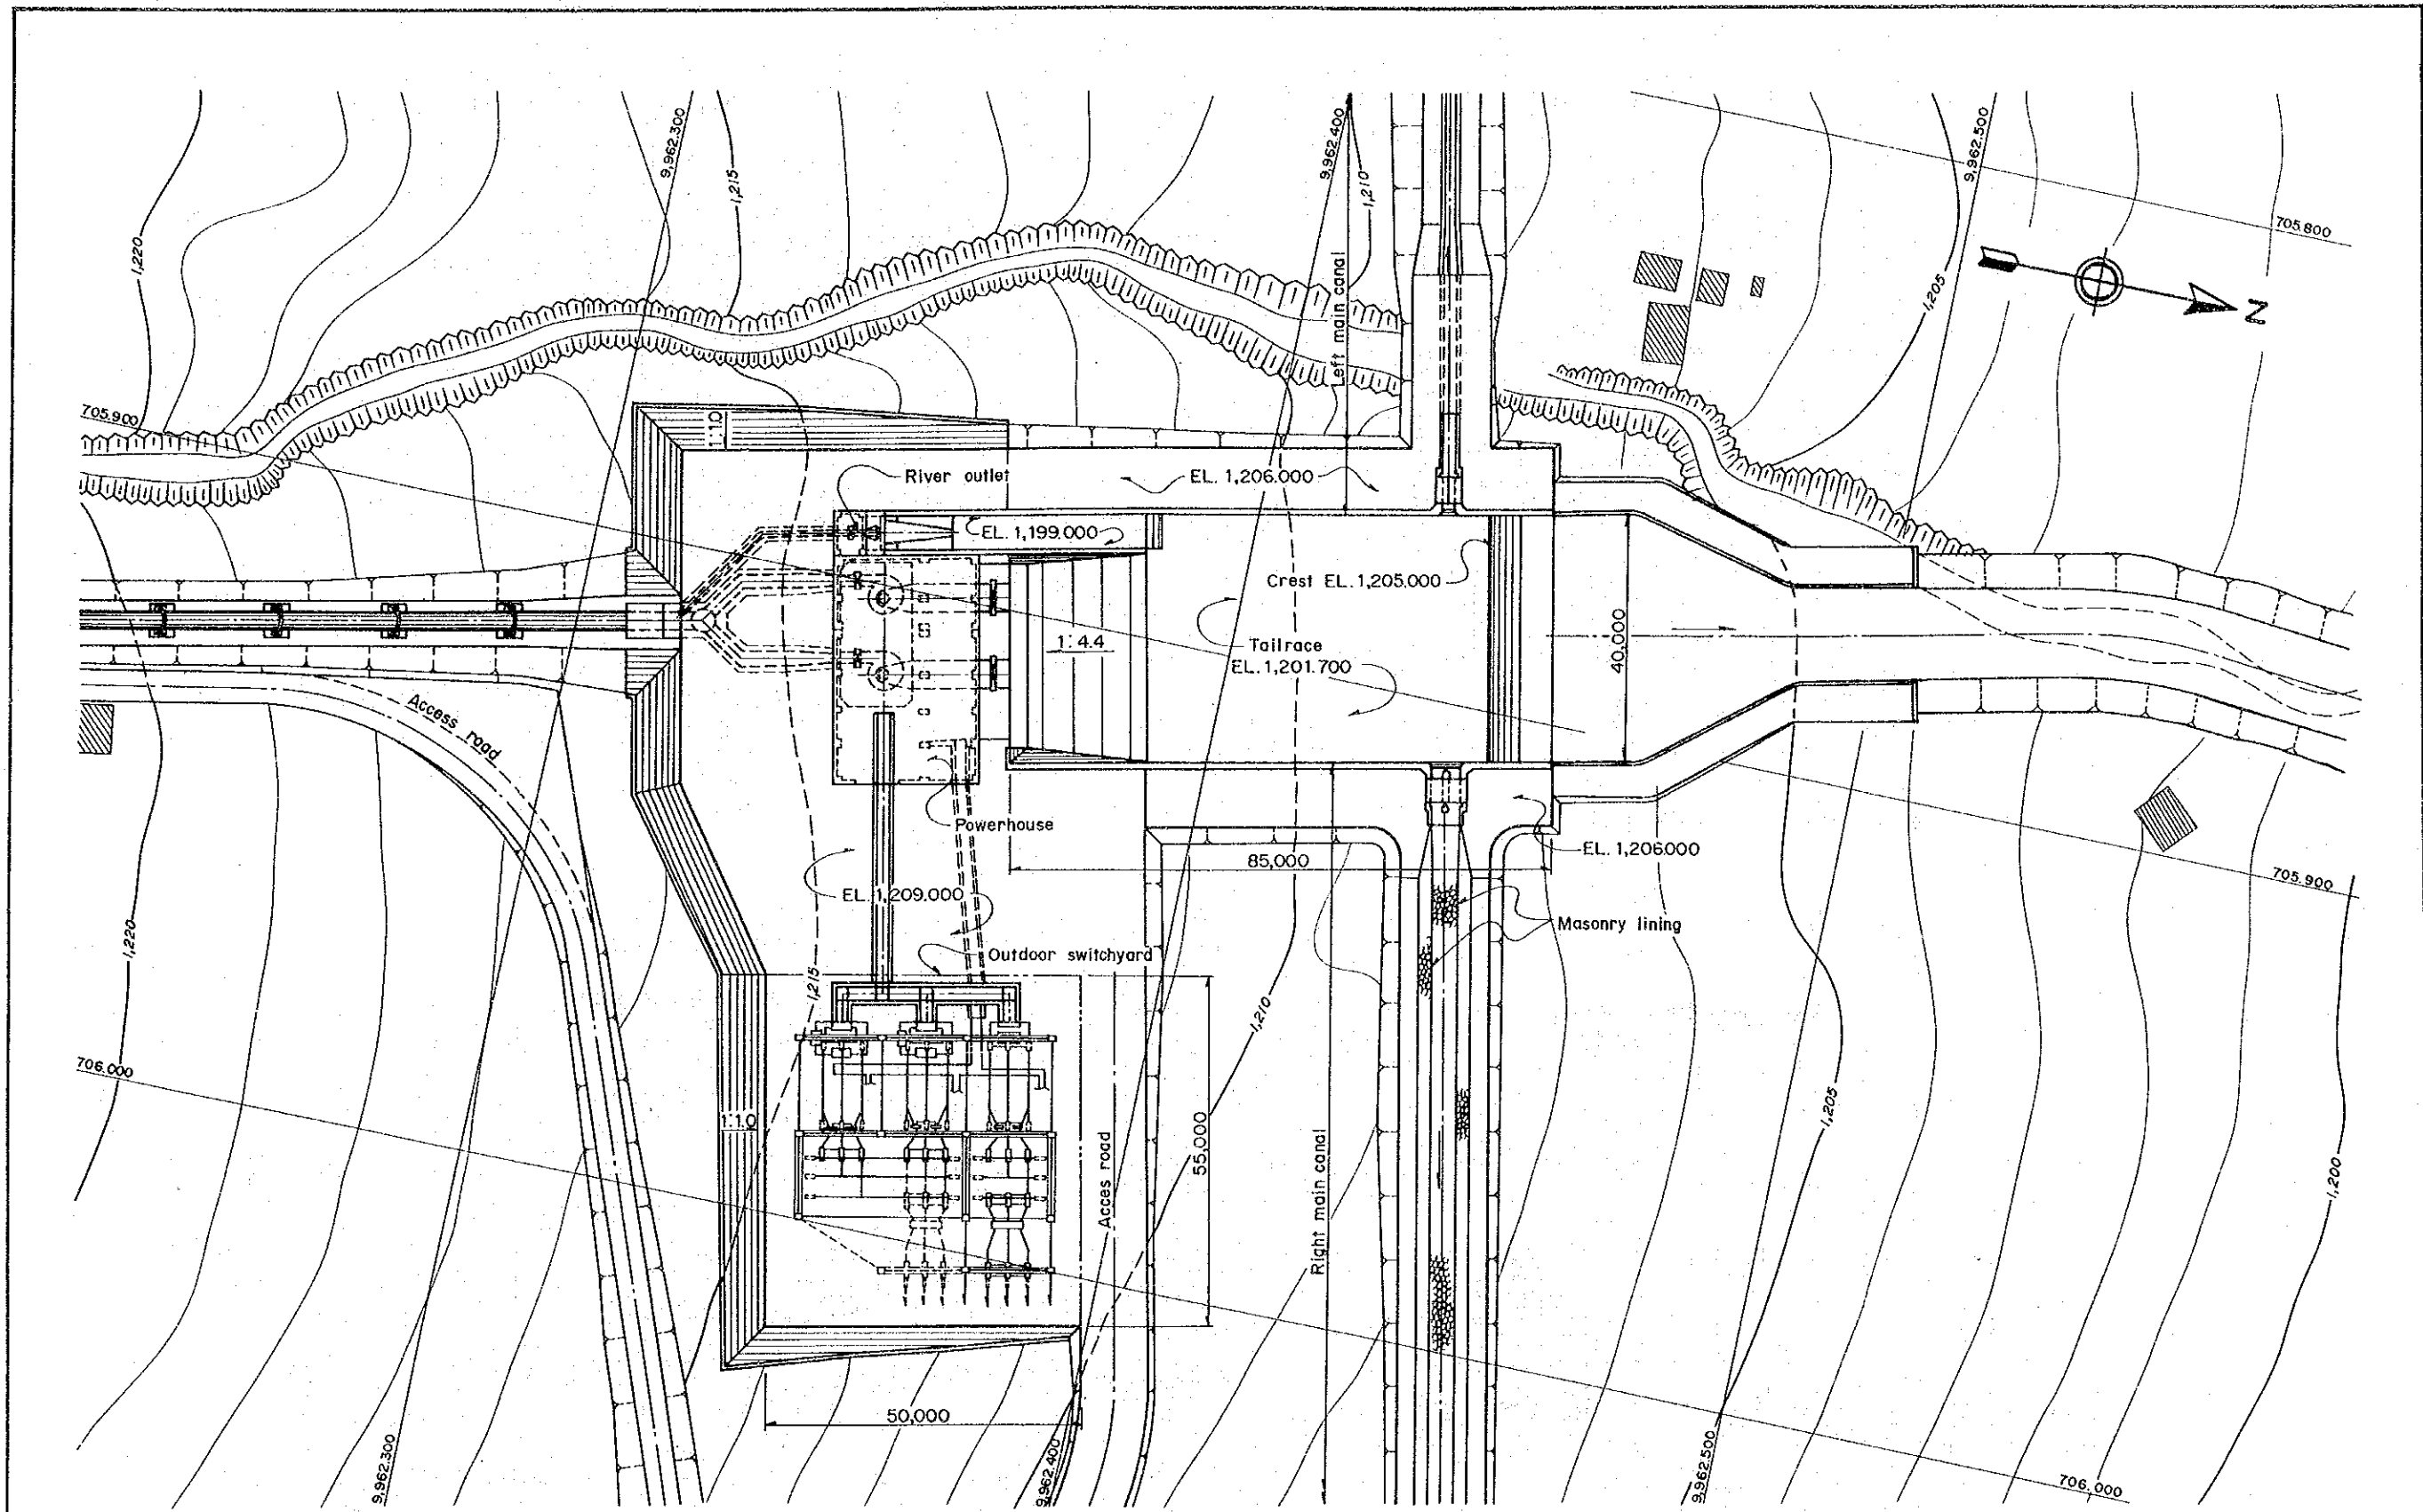 9,962.300
9,962.400
9,962.500
1,215
1,210
1,220
705.800
N
1,205
Left main canal
705.900
1:1.0
River outlet
EL. 1,206.000
EL. 1,199.000
Crest EL. 1,205.000
Tailrace
EL. 1,201.700
1:4.4
40,000
Access road
Powerhouse
EL. 1,206.000
85,000
705.900
EL. 1,209.000
Masonry lining
Outdoor switchyard
1,220
1,215
1,210
706.000
1:1.0
Acces road
55,000
Right main canal
1,205
1,200
50,000
9,962.300
9,962.400
9,962.500
706.000